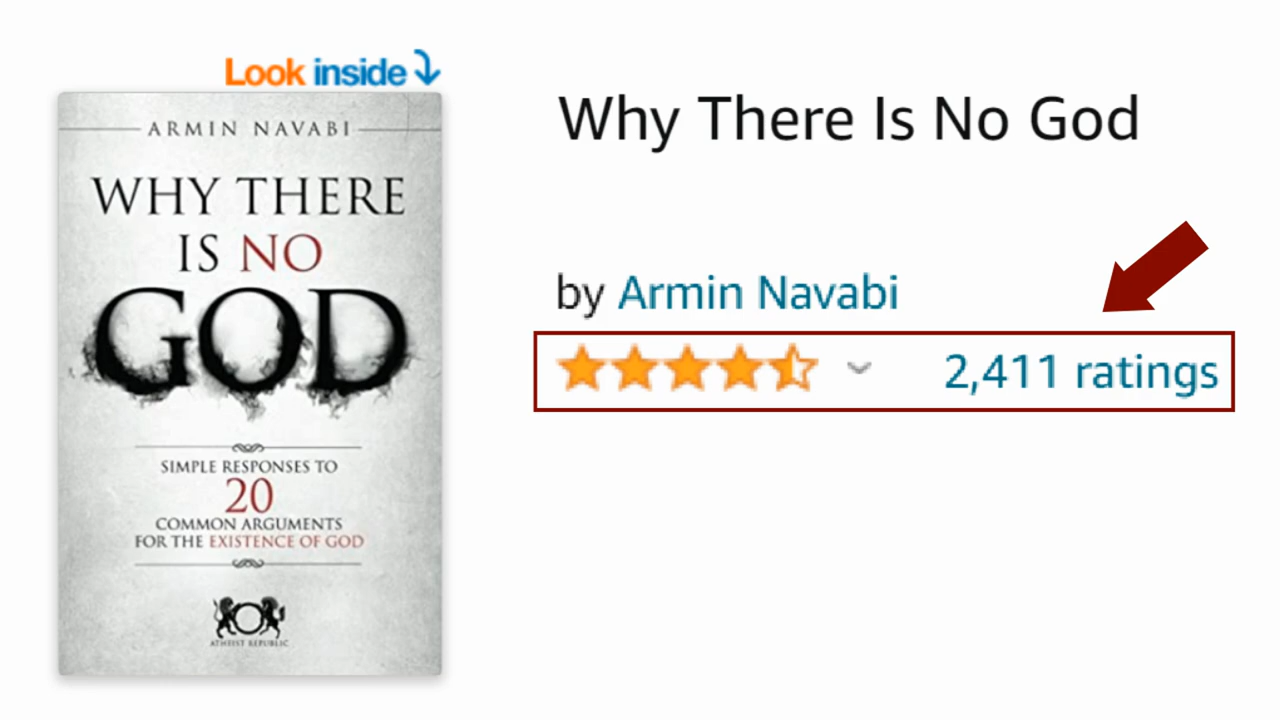 Look inside
ARMIN NAVABI
WHY THERE
IS NO
GOD
SIMPLE RESPONSES TO
20
COMMON ARGUMENTS
FOR THE EXISTENCE OF GOD
ATHEIST REPUBLIC
Why There Is No God
by Armin Navabi
2,411 ratings